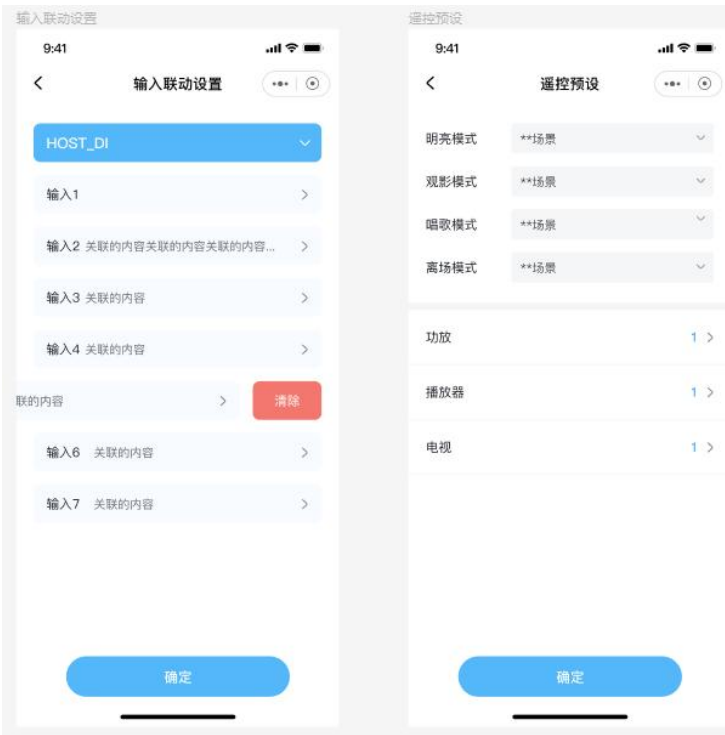 输入联动设置
9:41
输入联动设置
HOST_DI
输入1
输入2 关联的内容关联的内容关联的内容...
输入3 关联的内容
输入4 关联的内容
联的内容
清除
输入6 关联的内容
输入7 关联的内容
确定
遥控预设
9:41
遥控预设
明亮模式 **场景
观影模式 **场景
唱歌模式 **场景
离场模式 **场景
功放 1
播放器 1
电视 1
确定